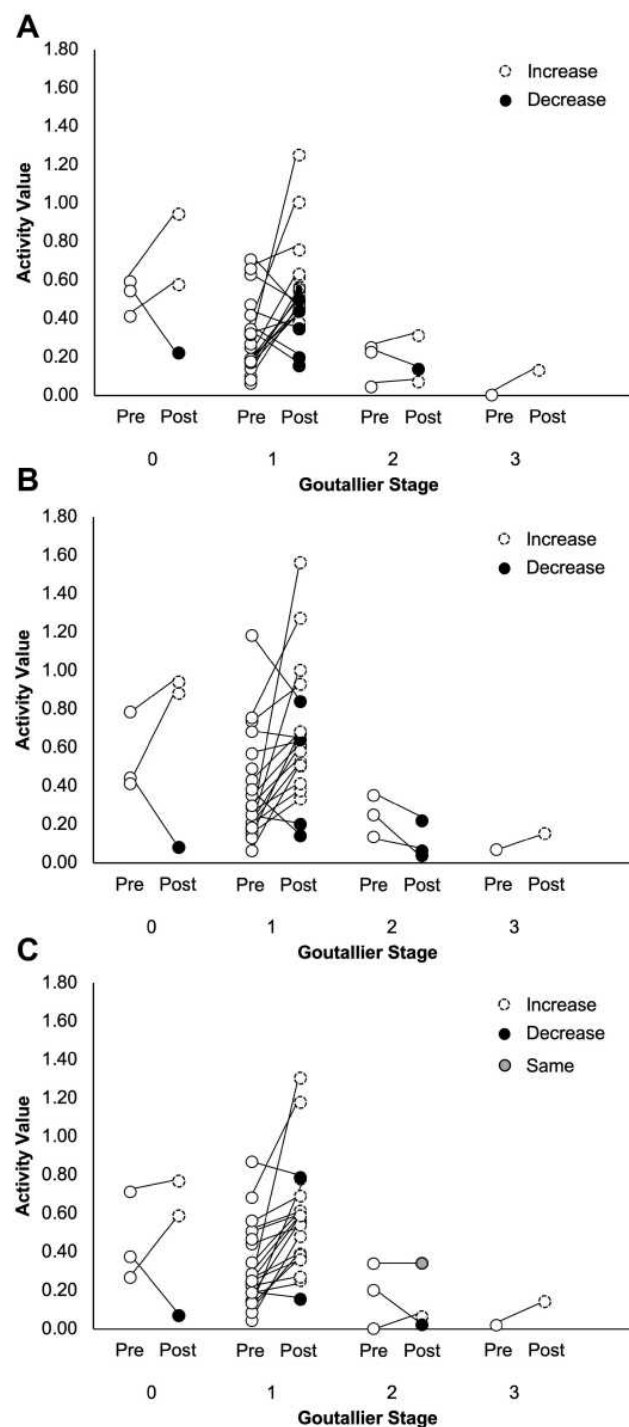 A
1.80
1.60
1.40
1.20
1.00
0.80
0.60
0.40
0.20
0.00
Activity Value
Increase
Decrease
Pre Post Pre Post Pre Post Pre Post
0 1 2 3
Goutallier Stage
B
1.80
1.60
1.40
1.20
1.00
0.80
0.60
0.40
0.20
0.00
Activity Value
Increase
Decrease
Pre Post Pre Post Pre Post Pre Post
0 1 2 3
Goutallier Stage
C
1.80
1.60
1.40
1.20
1.00
0.80
0.60
0.40
0.20
0.00
Activity Value
Increase
Decrease
Same
Pre Post Pre Post Pre Post Pre Post
0 1 2 3
Goutallier Stage